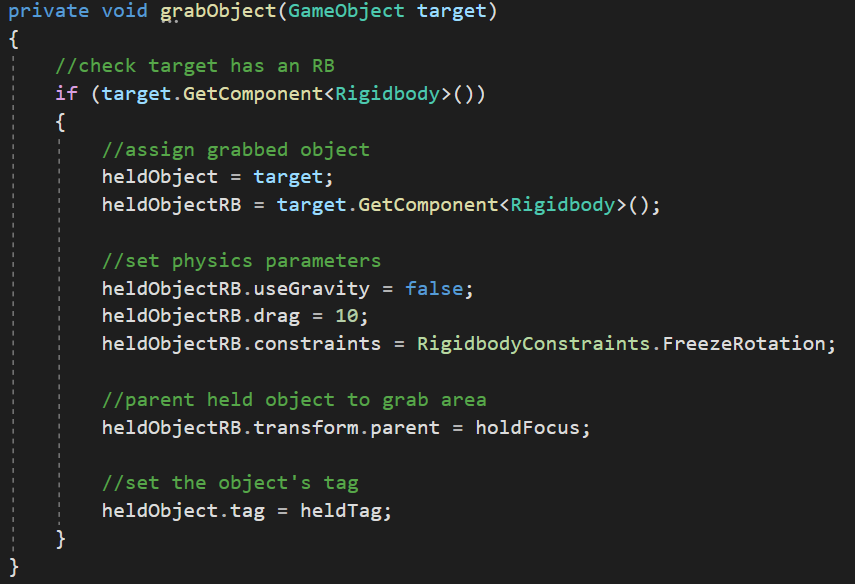 private void grabObject(GameObject target)
{
    //check target has an RB
    if (target.GetComponent<Rigidbody>())
    {
        //assign grabbed object
        heldObject = target;
        heldObjectRB = target.GetComponent<Rigidbody>();

        //set physics parameters
        heldObjectRB.useGravity = false;
        heldObjectRB.drag = 10;
        heldObjectRB.constraints = RigidbodyConstraints.FreezeRotation;

        //parent held object to grab area
        heldObjectRB.transform.parent = holdFocus;

        //set the object's tag
        heldObject.tag = heldTag;
    }
}